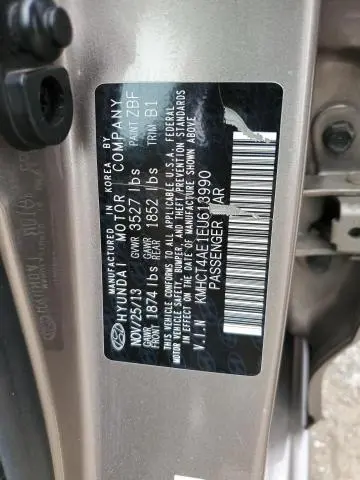 MADE IN KOREA BY
HYUNDAI MOTOR COMPANY
NOV/25/13 GVWR 3527 lbs PAINT ZBF
GAWR FRONT 1874 lbs GAWR REAR 1852 lbs TRIM B1
THIS VEHICLE CONFORMS TO ALL APPLICABLE U.S.A. FEDERAL
MOTOR VEHICLE SAFETY, BUMPER, AND THEFT PREVENTION STANDARDS
IN EFFECT ON THE DATE OF MANUFACTURE SHOWN ABOVE.
V.I.N KMHCT4AE1EU613990
PASSENGER CAR